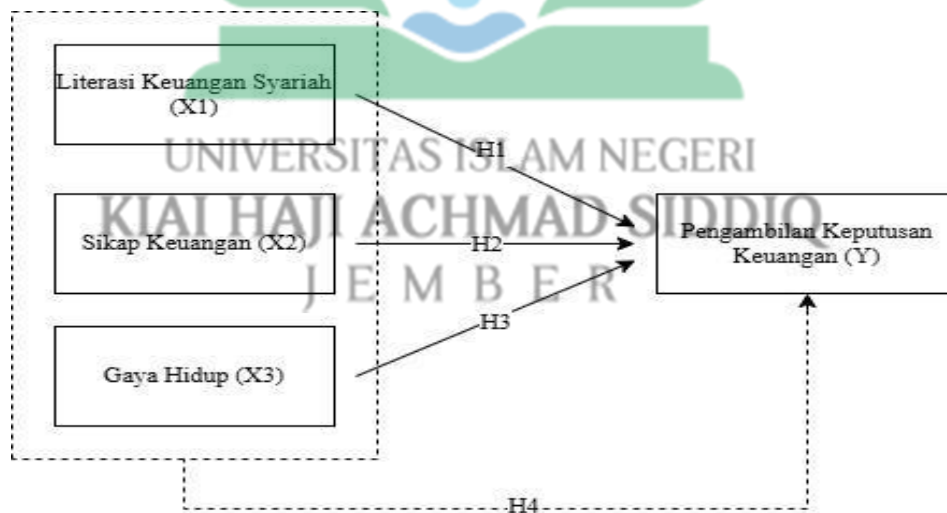 Literasi Keuangan Syariah
(X1)
UNIVERSITAS ISLAM NEGERI
H1
KIAI HAJI ACHMAD SIDDIQ
Sikap Keuangan (X2)
H2
Pengambilan Keputusan
Keuangan (Y)
JEMBER
H3
Gaya Hidup (X3)
H4